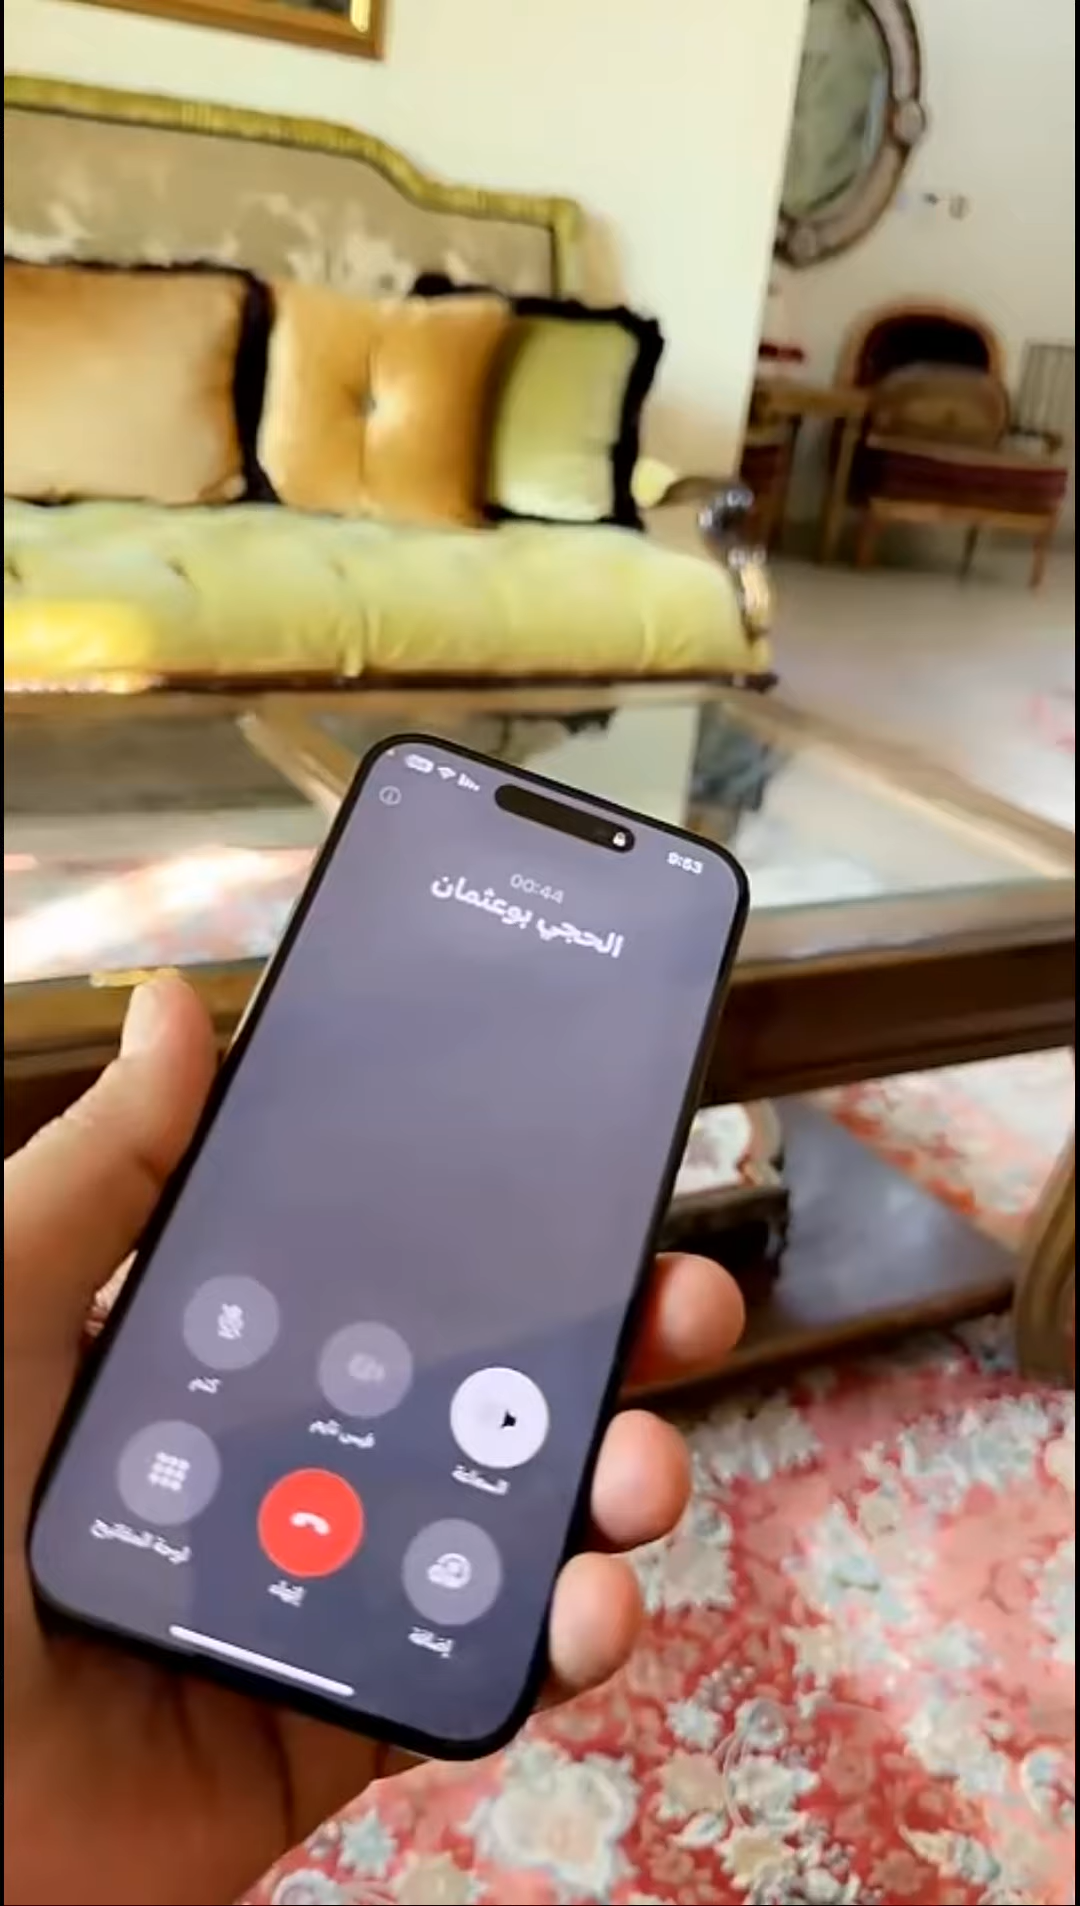 9:53
00:44
الحجي بوعثمان
السماعة
فيس تايم
كتم
إضافة
إنهاء
لوحة المفاتيح